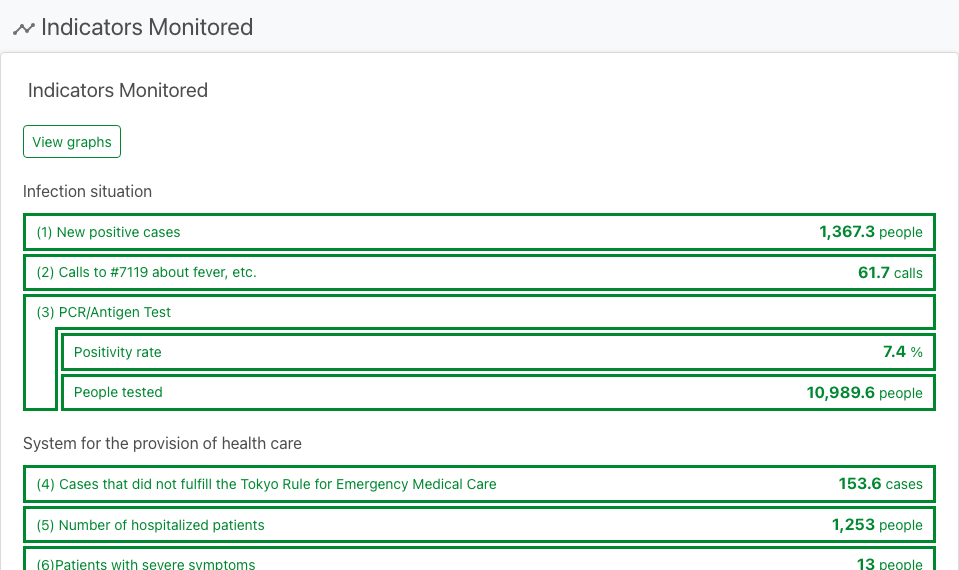 Indicators Monitored
Indicators Monitored
View graphs
Infection situation
(1) New positive cases 1,367.3 people
(2) Calls to #7119 about fever, etc. 61.7 calls
(3) PCR/Antigen Test
Positivity rate 7.4 %
People tested 10,989.6 people
System for the provision of health care
(4) Cases that did not fulfill the Tokyo Rule for Emergency Medical Care 153.6 cases
(5) Number of hospitalized patients 1,253 people
(6)Patients with severe symptoms 13 people